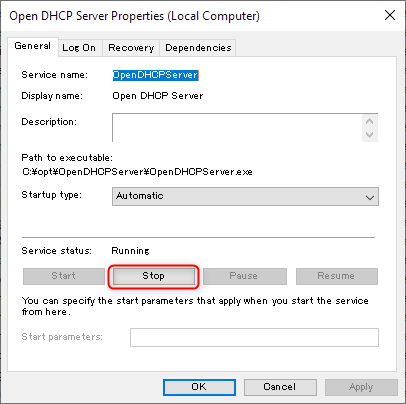 Open DHCP Server Properties (Local Computer)
General Log On Recovery Dependencies
Service name: OpenDHCPServer
Display name: Open DHCP Server
Description:
Path to executable:
C:¥opt¥OpenDHCPServer¥OpenDHCPServer.exe
Startup type: Automatic
Service status: Running
Start Stop Pause Resume
You can specify the start parameters that apply when you start the service
from here.
Start parameters:
OK Cancel Apply